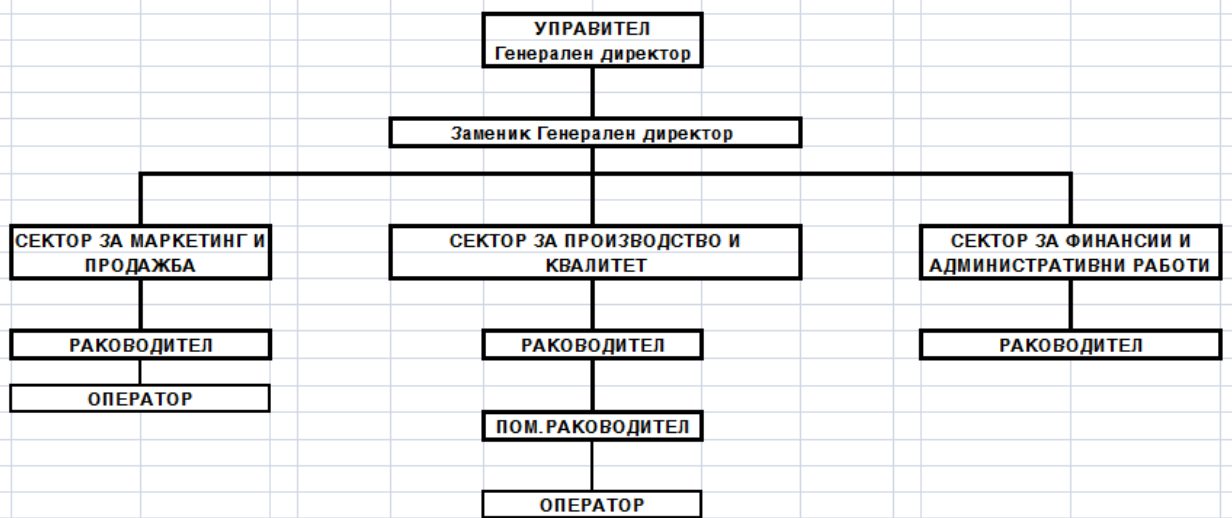 УПРАВИТЕЛ
Генерален директор
Заменик Генерален директор
СЕКТОР ЗА МАРКЕТИНГ И
ПРОДАЖБА
СЕКТОР ЗА ПРОИЗВОДСТВО И
КВАЛИТЕТ
СЕКТОР ЗА ФИНАНСИИ И
АДМИНИСТРАТИВНИ РАБОТИ
РАКОВОДИТЕЛ
РАКОВОДИТЕЛ
РАКОВОДИТЕЛ
ОПЕРАТОР
ПОМ.РАКОВОДИТЕЛ
ОПЕРАТОР